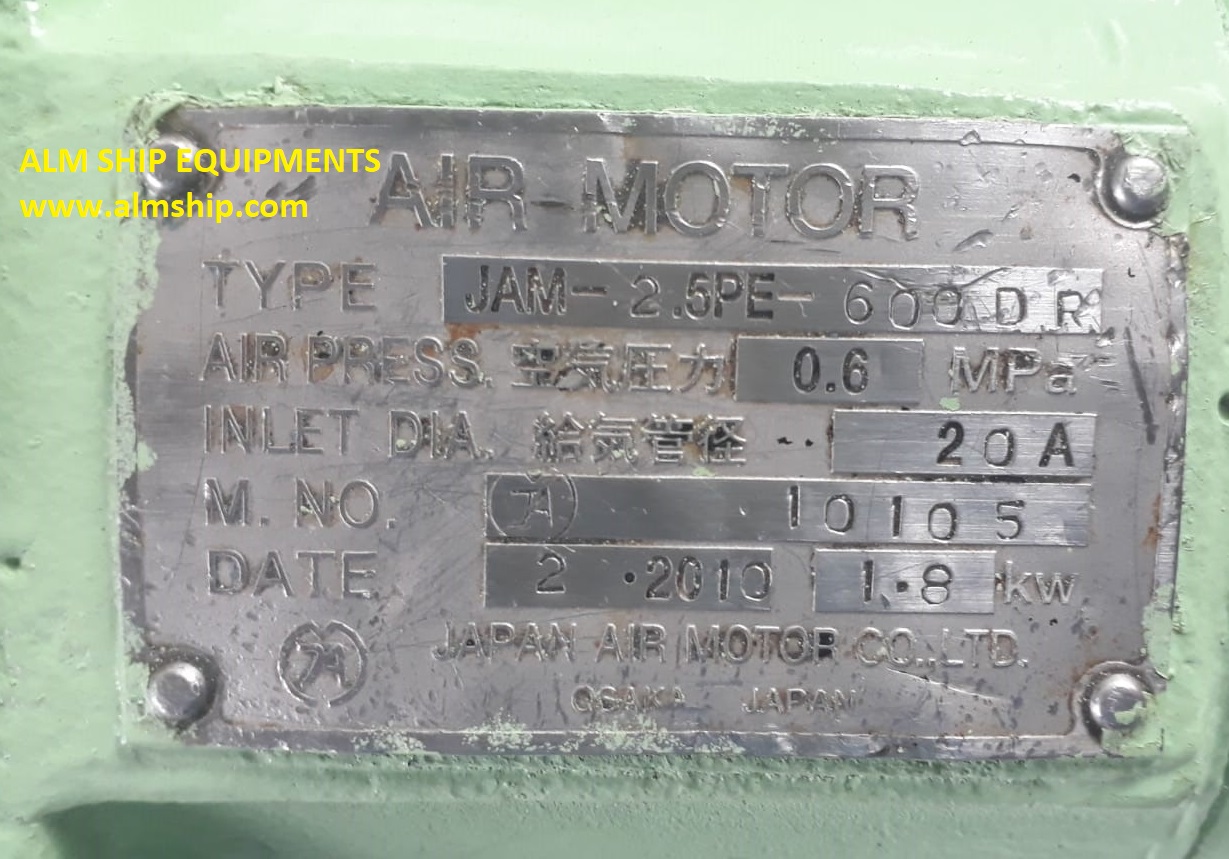 ALM SHIP EQUIPMENTS
www.almship.com
AIR MOTOR
TYPE JAM-2.5PE-600DR
AIR PRESS. 空気圧力 0.6 MPa
INLET DIA. 給気管径 20A
M. NO. JA 10105
DATE 2 .2010 1.8 kw
JA JAPAN AIR MOTOR CO.,LTD.
OSAKA JAPAN